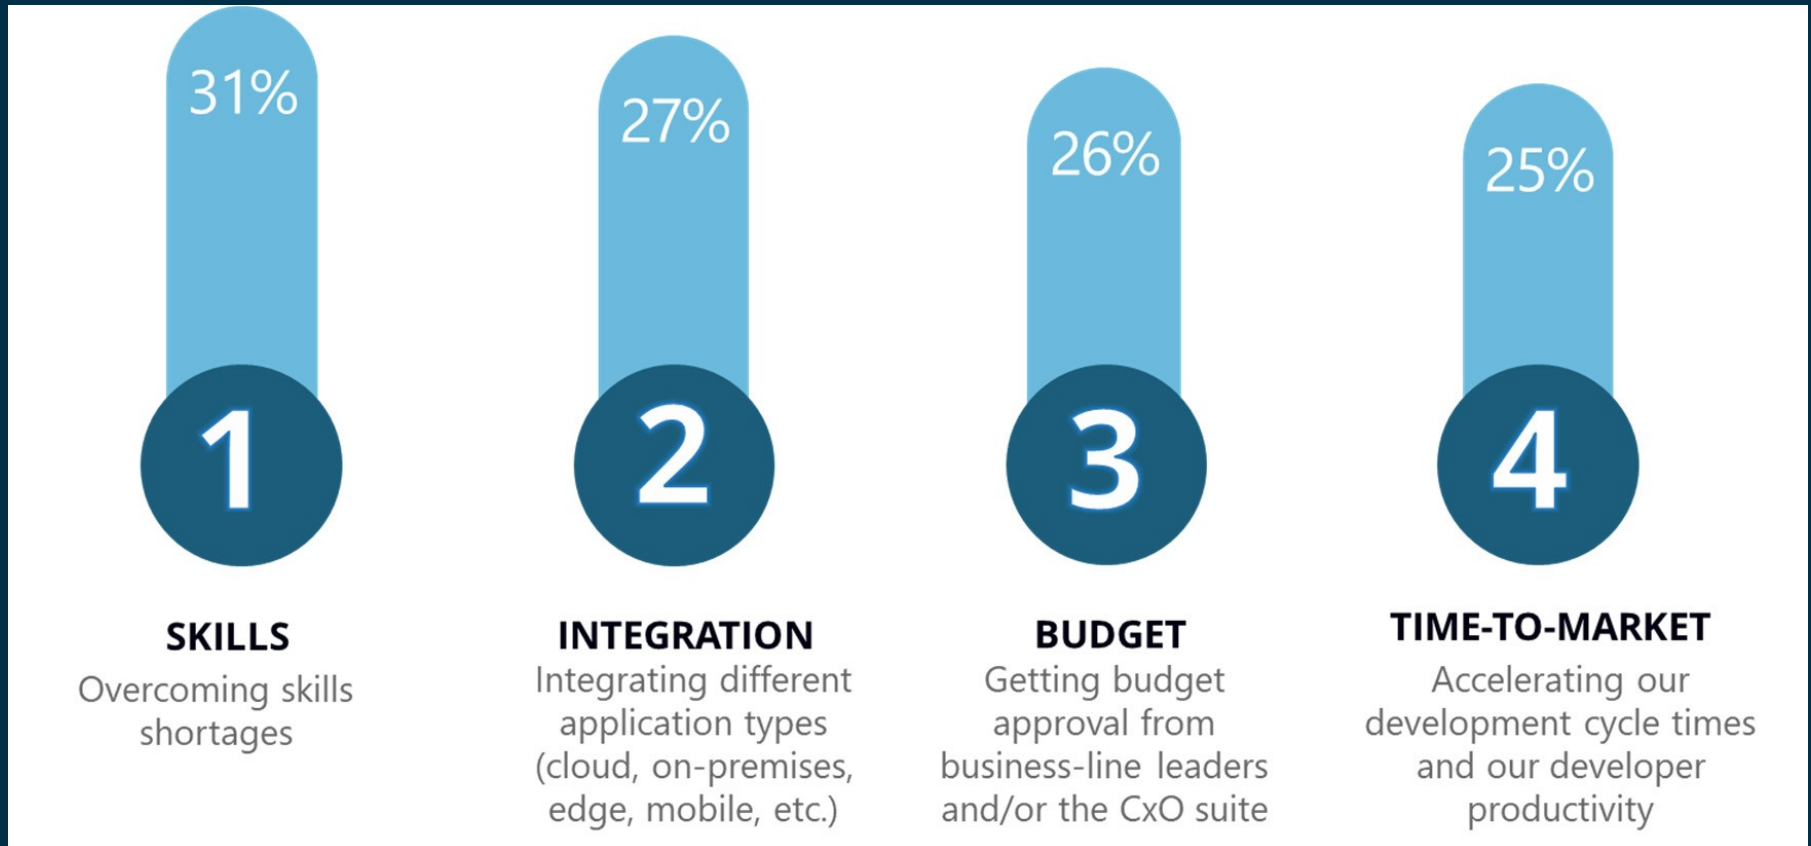 31%
27%
26%
25%
1
2
3
4
SKILLS
Overcoming skills
shortages
INTEGRATION
Integrating different
application types
(cloud, on-premises,
edge, mobile, etc.)
BUDGET
Getting budget
approval from
business-line leaders
and/or the CxO suite
TIME-TO-MARKET
Accelerating our
development cycle times
and our developer
productivity